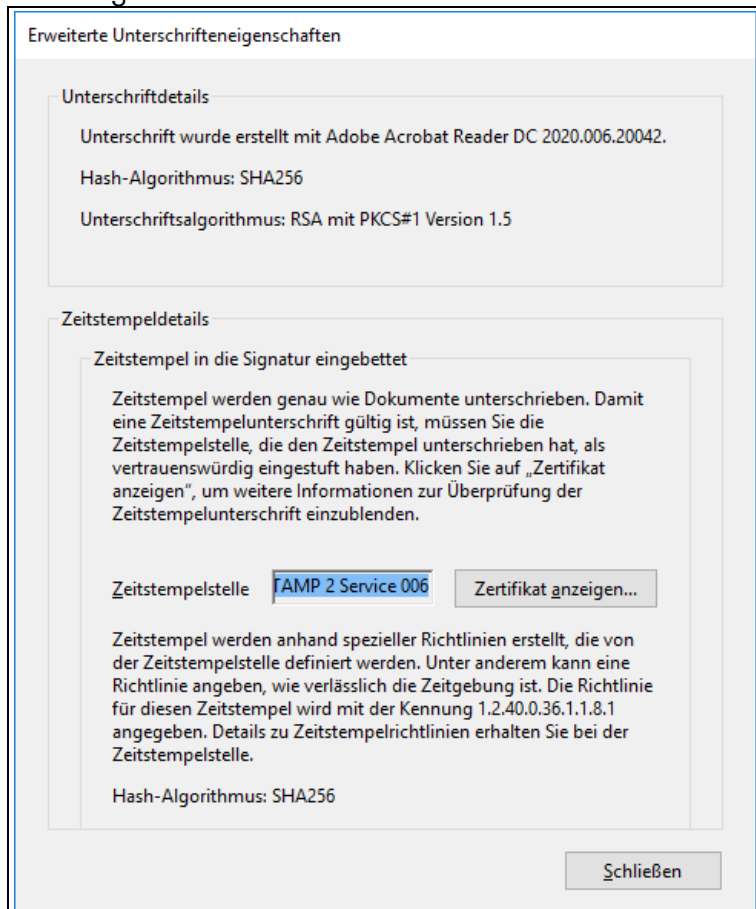 Erweiterte Unterschrifteneigenschaften
Unterschriftdetails
Unterschrift wurde erstellt mit Adobe Acrobat Reader DC 2020.006.20042.
Hash-Algorithmus: SHA256
Unterschriftsalgorithmus: RSA mit PKCS#1 Version 1.5
Zeitstempeldetails
Zeitstempel in die Signatur eingebettet
Zeitstempel werden genau wie Dokumente unterschrieben. Damit
eine Zeitstempelunterschrift gültig ist, müssen Sie die
Zeitstempelstelle, die den Zeitstempel unterschrieben hat, als
vertrauenswürdig eingestuft haben. Klicken Sie auf „Zertifikat
anzeigen“, um weitere Informationen zur Überprüfung der
Zeitstempelunterschrift einzublenden.
Zeitstempelstelle TAMP 2 Service 006 Zertifikat anzeigen...
Zeitstempel werden anhand spezieller Richtlinien erstellt, die von
der Zeitstempelstelle definiert werden. Unter anderem kann eine
Richtlinie angeben, wie verlässlich die Zeitgebung ist. Die Richtlinie
für diesen Zeitstempel wird mit der Kennung 1.2.40.0.36.1.1.8.1
angegeben. Details zu Zeitstempelrichtlinien erhalten Sie bei der
Zeitstempelstelle.
Hash-Algorithmus: SHA256
Schließen